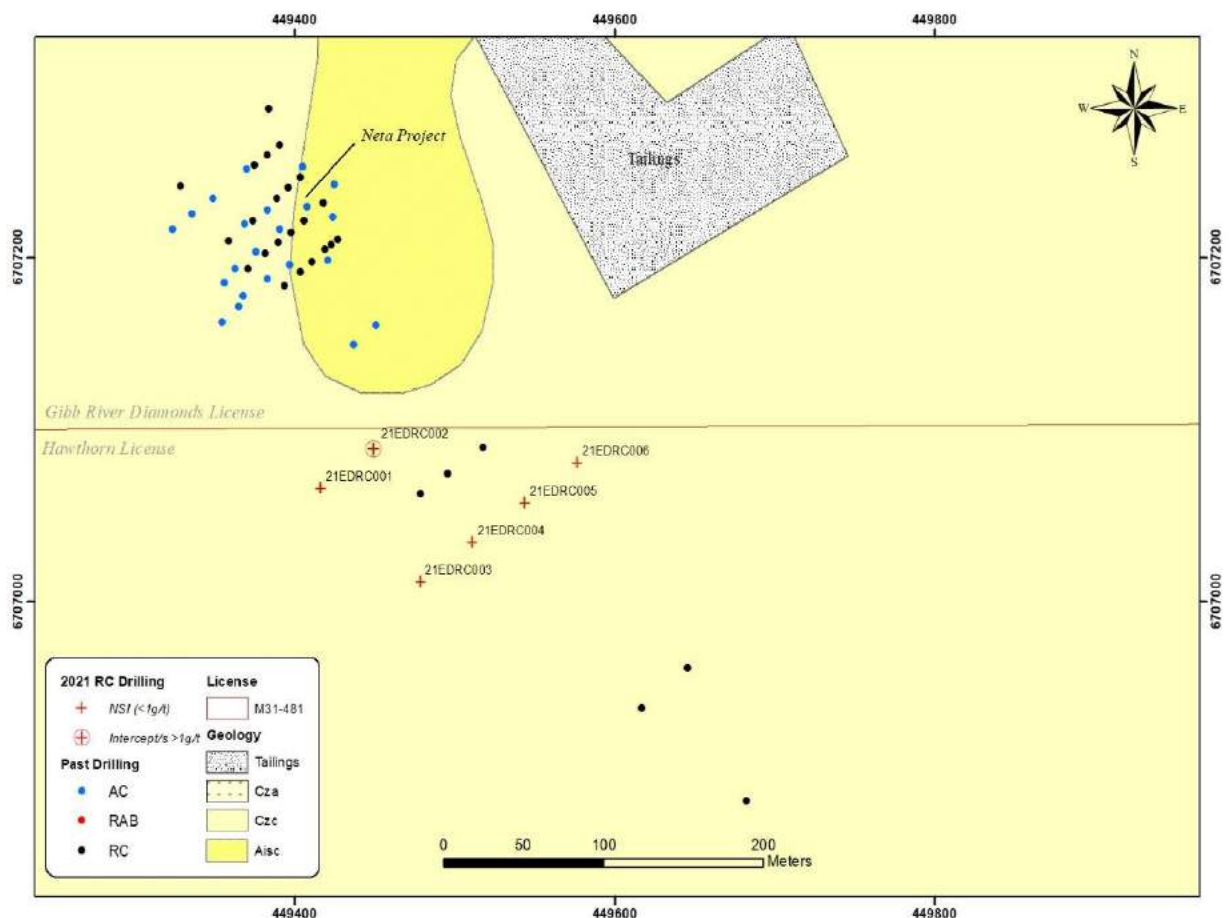 449400 449600 449800
N
W E
S
Neta Project
Tailings
6707200 6707200
Gibb River Diamonds License
Hawthorn License
21EDRC002
21EDRC006
21EDRC001
21EDRC005
21EDRC004
21EDRC003
6707000 6707000
2021 RC Drilling
NSI (<1g/t)
Intercept/s >1g/t
Past Drilling
AC
RAB
RC
License
M31-481
Geology
Tailings
Cza
Czc
Aisc
0 50 100 200
Meters
449400 449600 449800